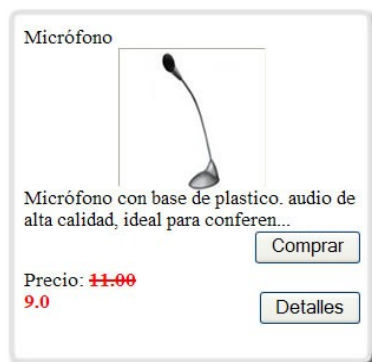 Micrófono
Micrófono con base de plastico. audio de
alta calidad, ideal para conferen...
Comprar
Precio: 11.00
9.0
Detalles